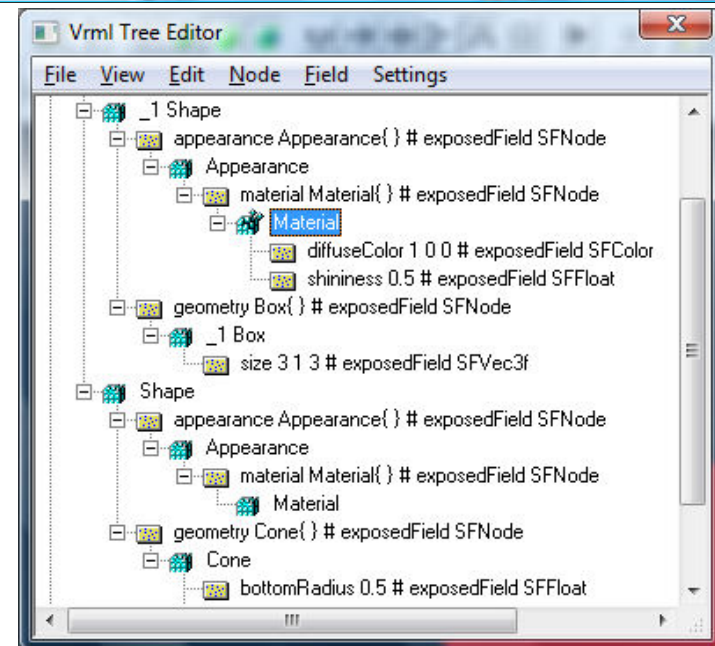 Vrml Tree Editor
File View Edit Node Field Settings
_1 Shape
appearance Appearance{ } # exposedField SFNode
Appearance
material Material{ } # exposedField SFNode
Material
diffuseColor 1 0 0 # exposedField SFColor
shininess 0.5 # exposedField SFFloat
geometry Box{ } # exposedField SFNode
_1 Box
size 3 1 3 # exposedField SFVec3f
Shape
appearance Appearance{ } # exposedField SFNode
Appearance
material Material{ } # exposedField SFNode
Material
geometry Cone{ } # exposedField SFNode
Cone
bottomRadius 0.5 # exposedField SFFloat